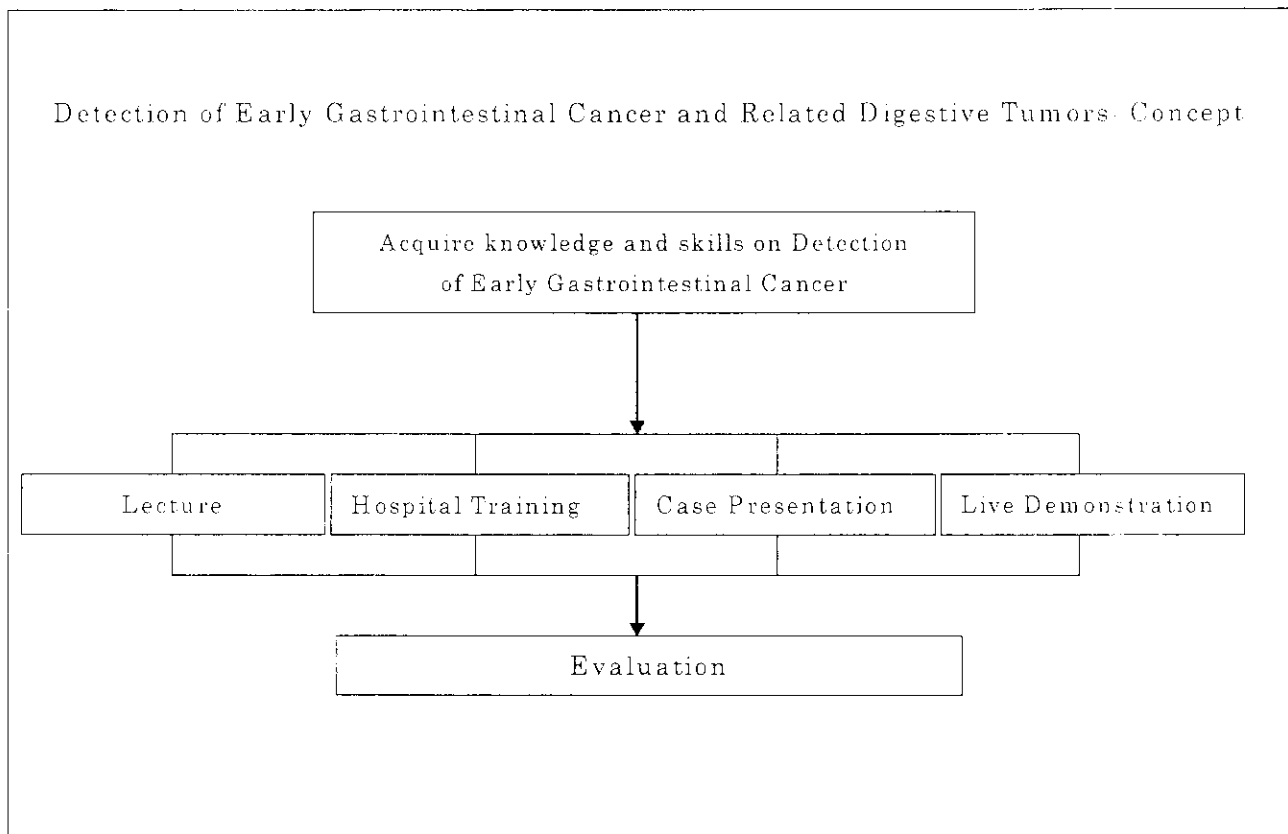 Detection of Early Gastrointestinal Cancer and Related Digestive Tumors- Concept
Acquire knowledge and skills on Detection
of Early Gastrointestinal Cancer
Lecture
Hospital Training
Case Presentation
Live Demonstration
Evaluation